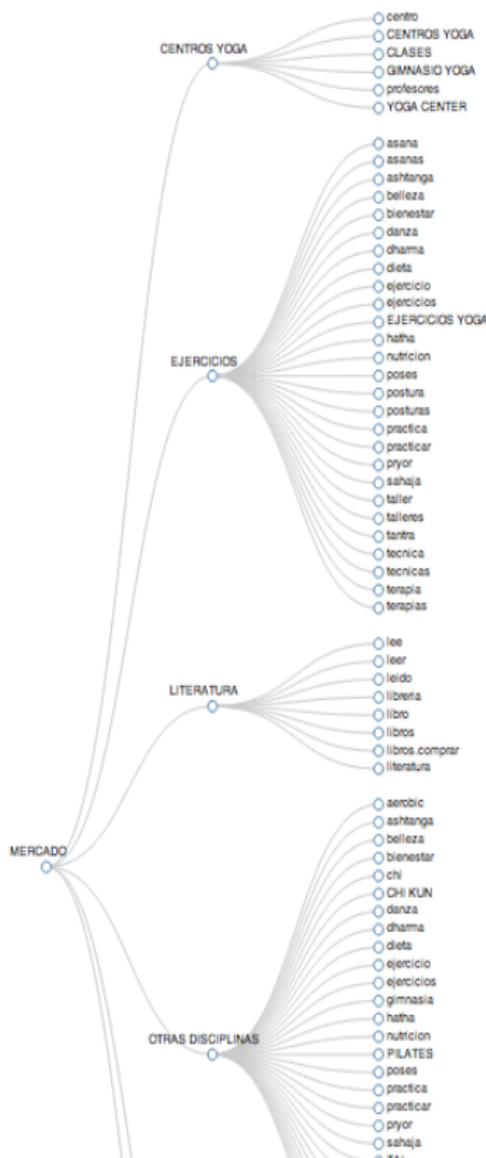 MERCADO
CENTROS YOGA
centro
CENTROS YOGA
CLASES
GIMNASIO YOGA
profesores
YOGA CENTER
EJERCICIOS
asana
asanas
ashtanga
belleza
bienestar
danza
dharma
dieta
ejercicio
ejercicios
EJERCICIOS YOGA
hatha
nutricion
poses
postura
posturas
practica
practicar
pryor
sahaja
taller
talleres
tantra
tecnica
tecnicas
terapia
terapias
LITERATURA
lee
leer
leido
libreria
libro
libros
libros.comprar
literatura
OTRAS DISCIPLINAS
aerobic
ashtanga
belleza
bienestar
chi
CHI KUN
danza
dharma
dieta
ejercicio
ejercicios
gimnasia
hatha
nutricion
PILATES
poses
practica
practicar
pryor
sahaja